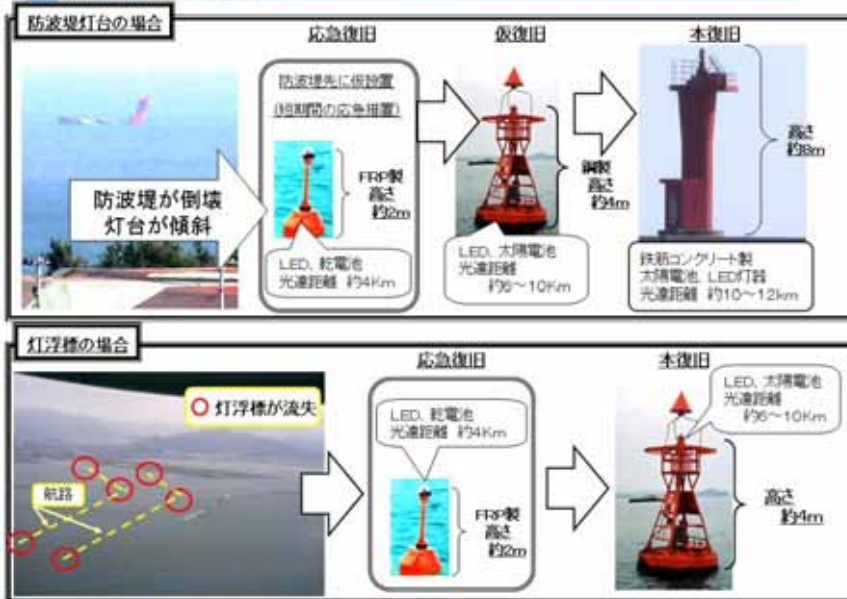 防波堤灯台の場合
応急復旧
仮復旧
本復旧
防波堤先に仮設置
(短期間の応急措置)
防波堤が倒壊
灯台が傾斜
FRP製
高さ
約2m
LED、乾電池
光達距離 約4Km
鋼製
高さ
約4m
LED、太陽電池
光達距離
約6～10Km
高さ
約8m
鉄筋コンクリート製
太陽電池、LED灯器
光達距離 約10～12km
灯浮標の場合
応急復旧
本復旧
灯浮標が流失
航路
LED、乾電池
光達距離 約4Km
FRP製
高さ
約2m
LED、太陽電池
光達距離
約6～10Km
高さ
約4m